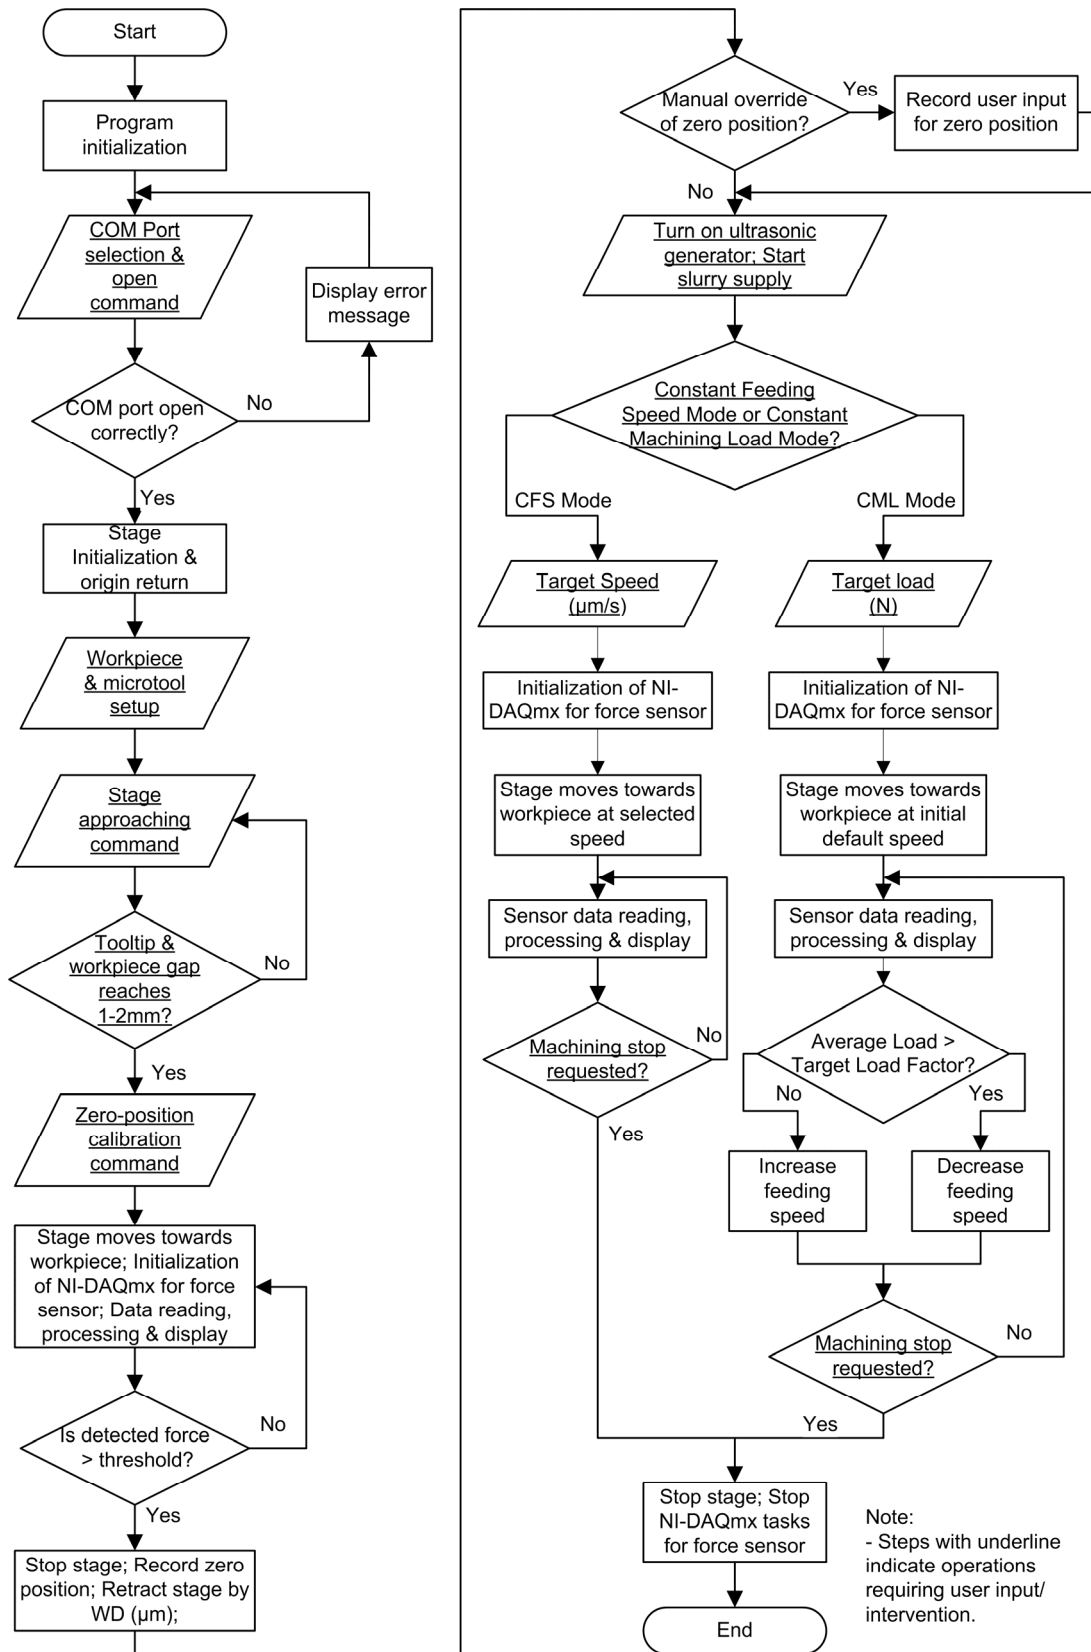 Start
Program
initialization
COM Port
selection &
open
command
Display error
message
COM port open
correctly?
No
Yes
Stage
Initialization &
origin return
Workpiece
& microtool
setup
Stage
approaching
command
Tooltip &
workpiece gap
reaches
1-2mm?
No
Yes
Zero-position
calibration
command
Stage moves towards
workpiece; Initialization
of NI-DAQmx for force
sensor; Data reading,
processing & display
Is detected force
> threshold?
No
Yes
Stop stage; Record zero
position; Retract stage by
WD (µm);
Manual override
of zero position?
Yes
Record user input
for zero position
No
Turn on ultrasonic
generator; Start
slurry supply
Constant Feeding
Speed Mode or Constant
Machining Load Mode?
CFS Mode
CML Mode
Target Speed
(µm/s)
Target load
(N)
Initialization of NI-
DAQmx for force sensor
Initialization of NI-
DAQmx for force sensor
Stage moves towards
workpiece at selected
speed
Stage moves towards
workpiece at initial
default speed
Sensor data reading,
processing & display
Sensor data reading,
processing & display
Machining stop
requested?
No
Yes
Average Load >
Target Load Factor?
No
Yes
Increase
feeding
speed
Decrease
feeding
speed
Machining stop
requested?
No
Yes
Stop stage; Stop
NI-DAQmx tasks
for force sensor
End
Note:
- Steps with underline
indicate operations
requiring user input/
intervention.